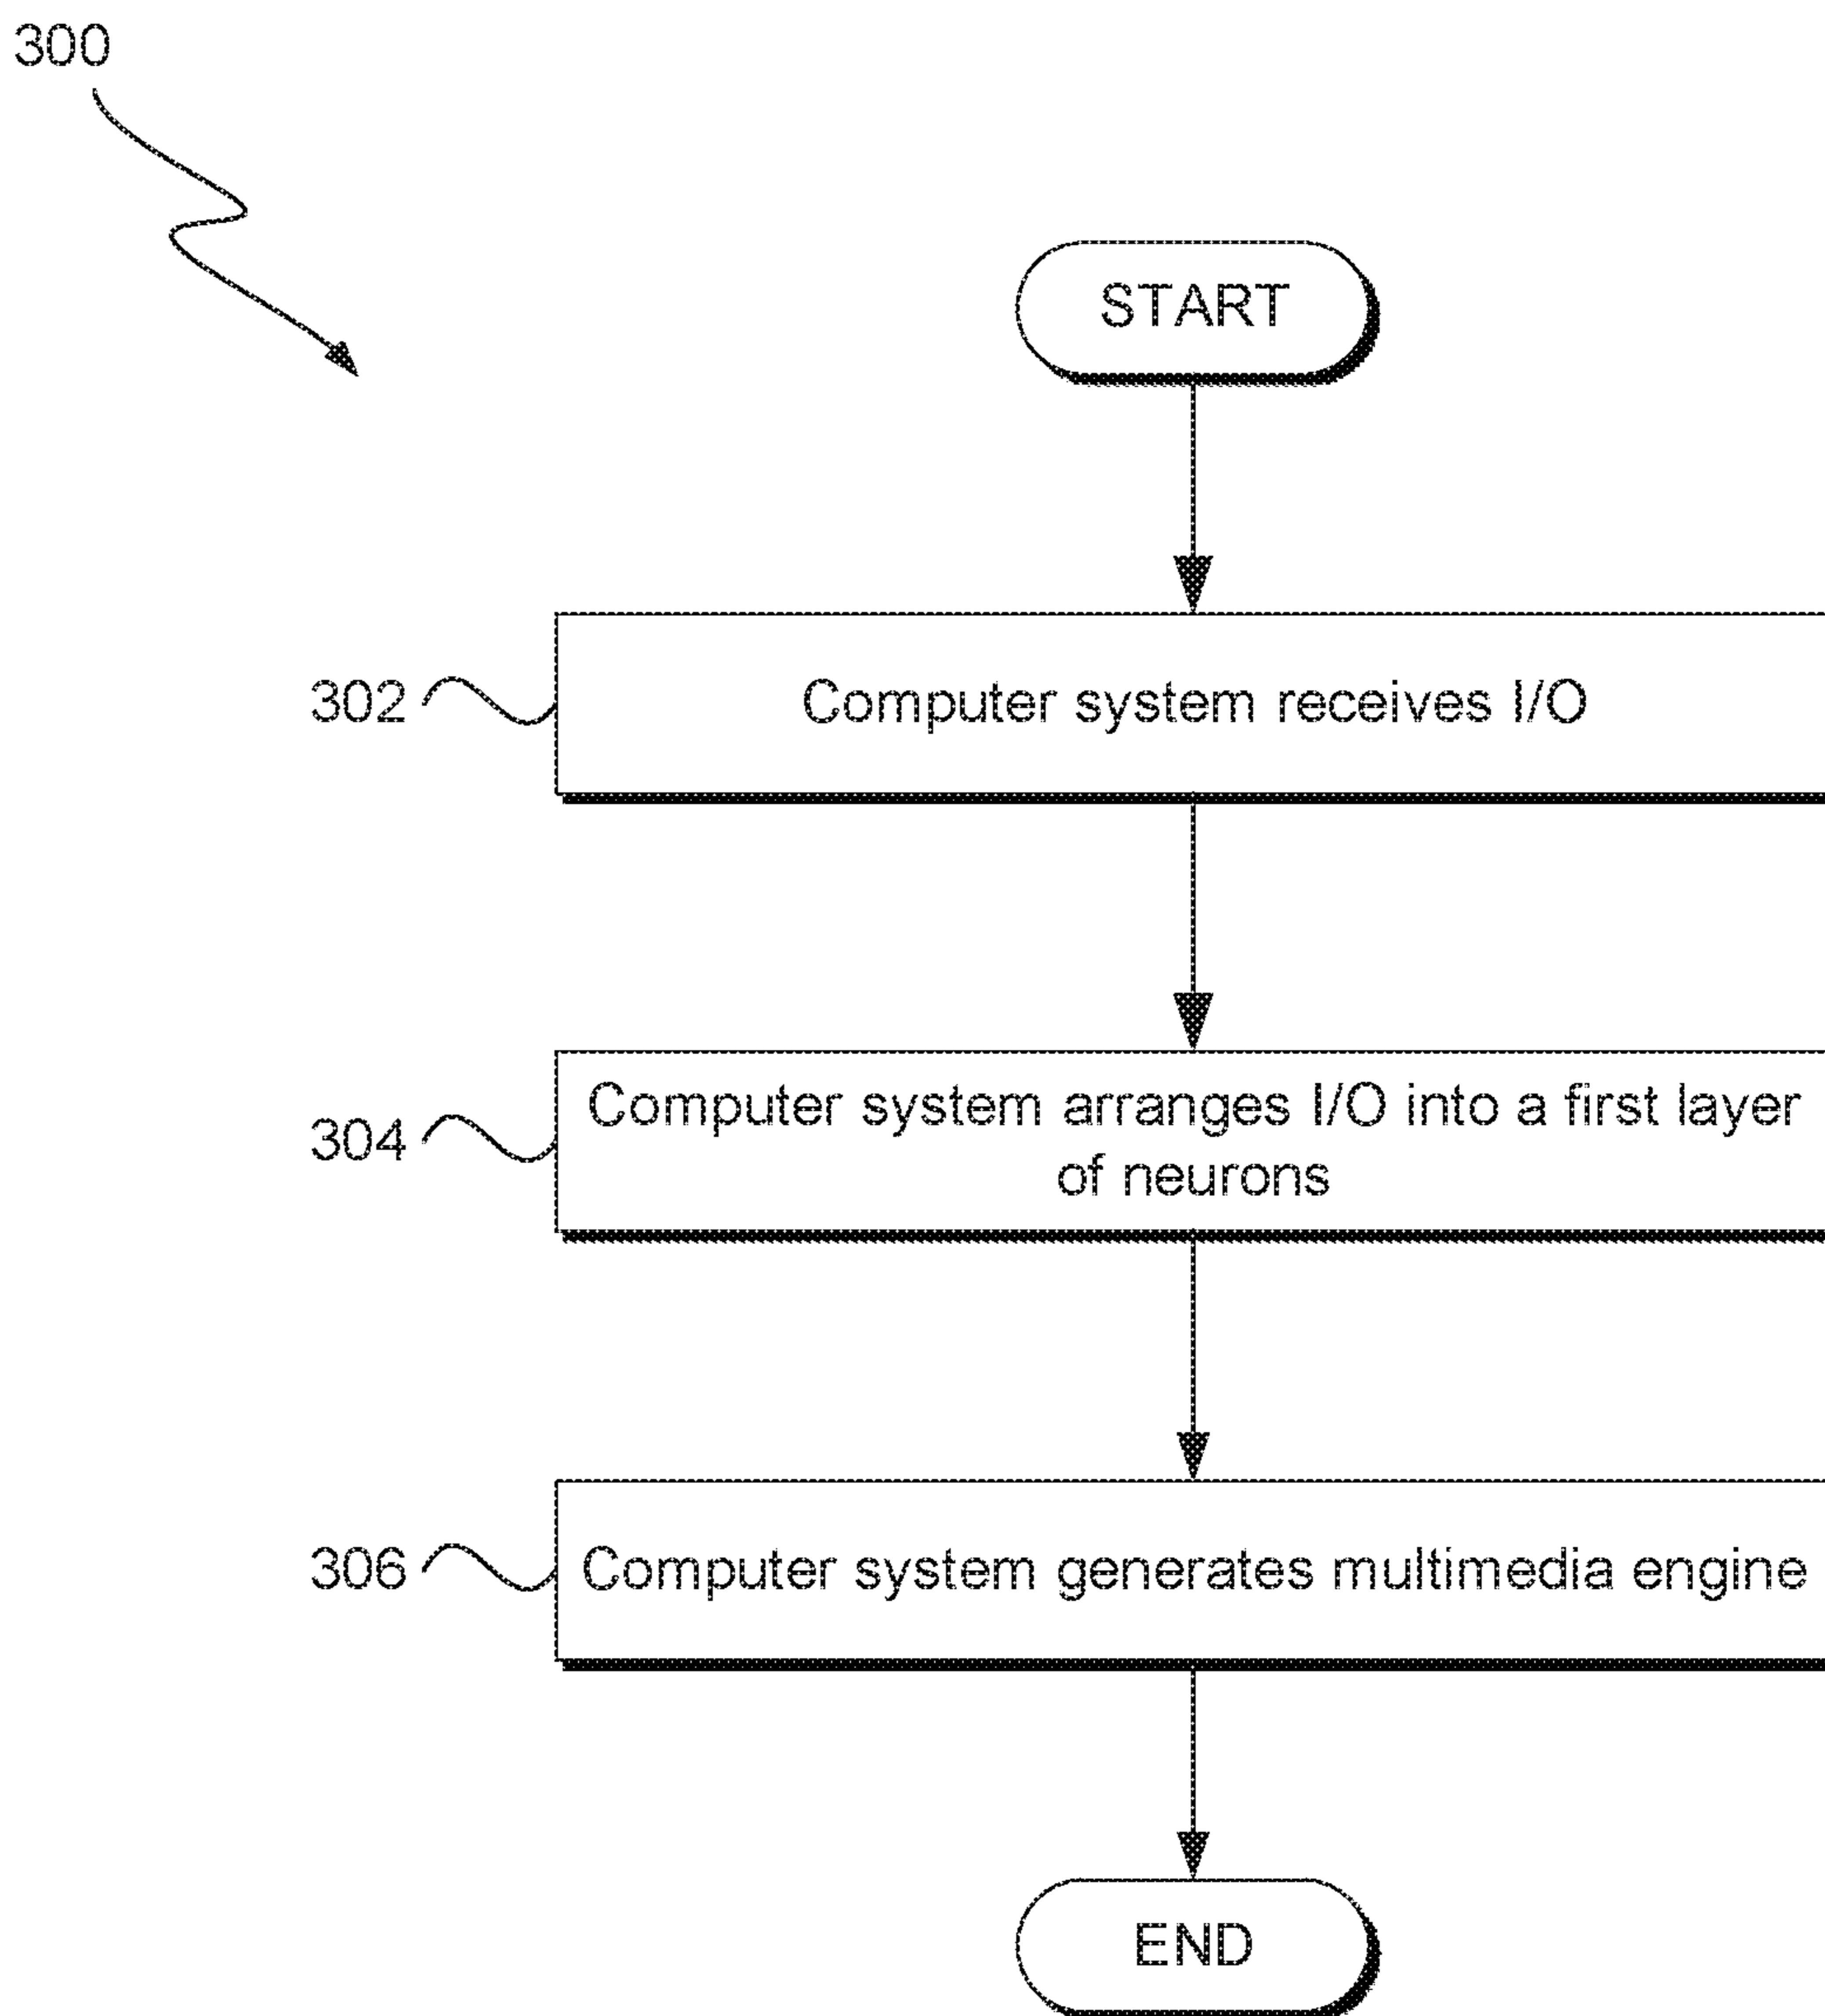 300
START
302
Computer system receives I/O
304
Computer system arranges I/O into a first layer
of neurons
306
Computer system generates multimedia engine
END